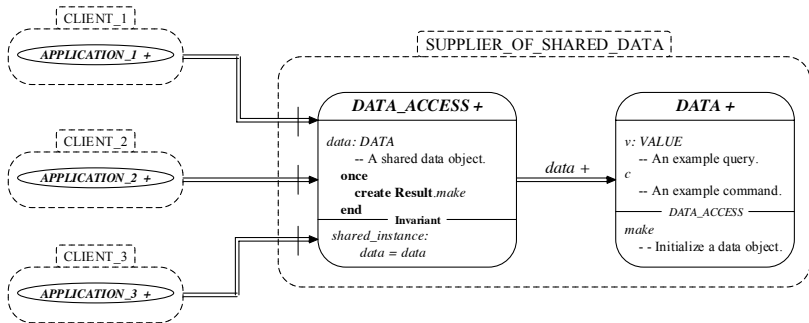 CLIENT_1
APPLICATION_1 +
CLIENT_2
APPLICATION_2 +
CLIENT_3
APPLICATION_3 +
SUPPLIER_OF_SHARED_DATA
DATA_ACCESS +
data: DATA
-- A shared data object.
once
create Result.make
end
Invariant
shared_instance:
data = data
data +
DATA +
v: VALUE
-- An example query.
c
-- An example command.
DATA_ACCESS
make
- - Initialize a data object.